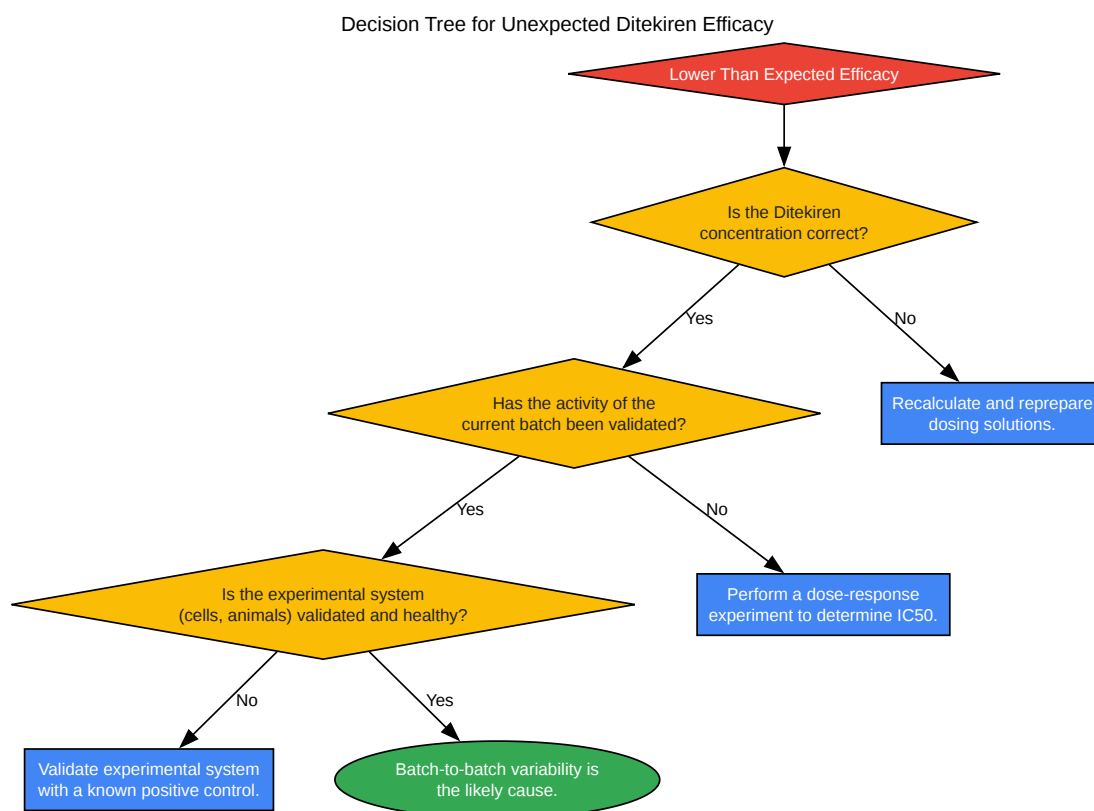 Decision Tree for Unexpected Ditekiren Efficacy
Lower Than Expected Efficacy
Is the Ditekiren
concentration correct?
Yes
No
Has the activity of the
current batch been validated?
Recalculate and reprepare
dosing solutions.
Yes
No
Is the experimental system
(cells, animals) validated and healthy?
Perform a dose-response
experiment to determine IC50.
No
Yes
Validate experimental system
with a known positive control.
Batch-to-batch variability is
the likely cause.